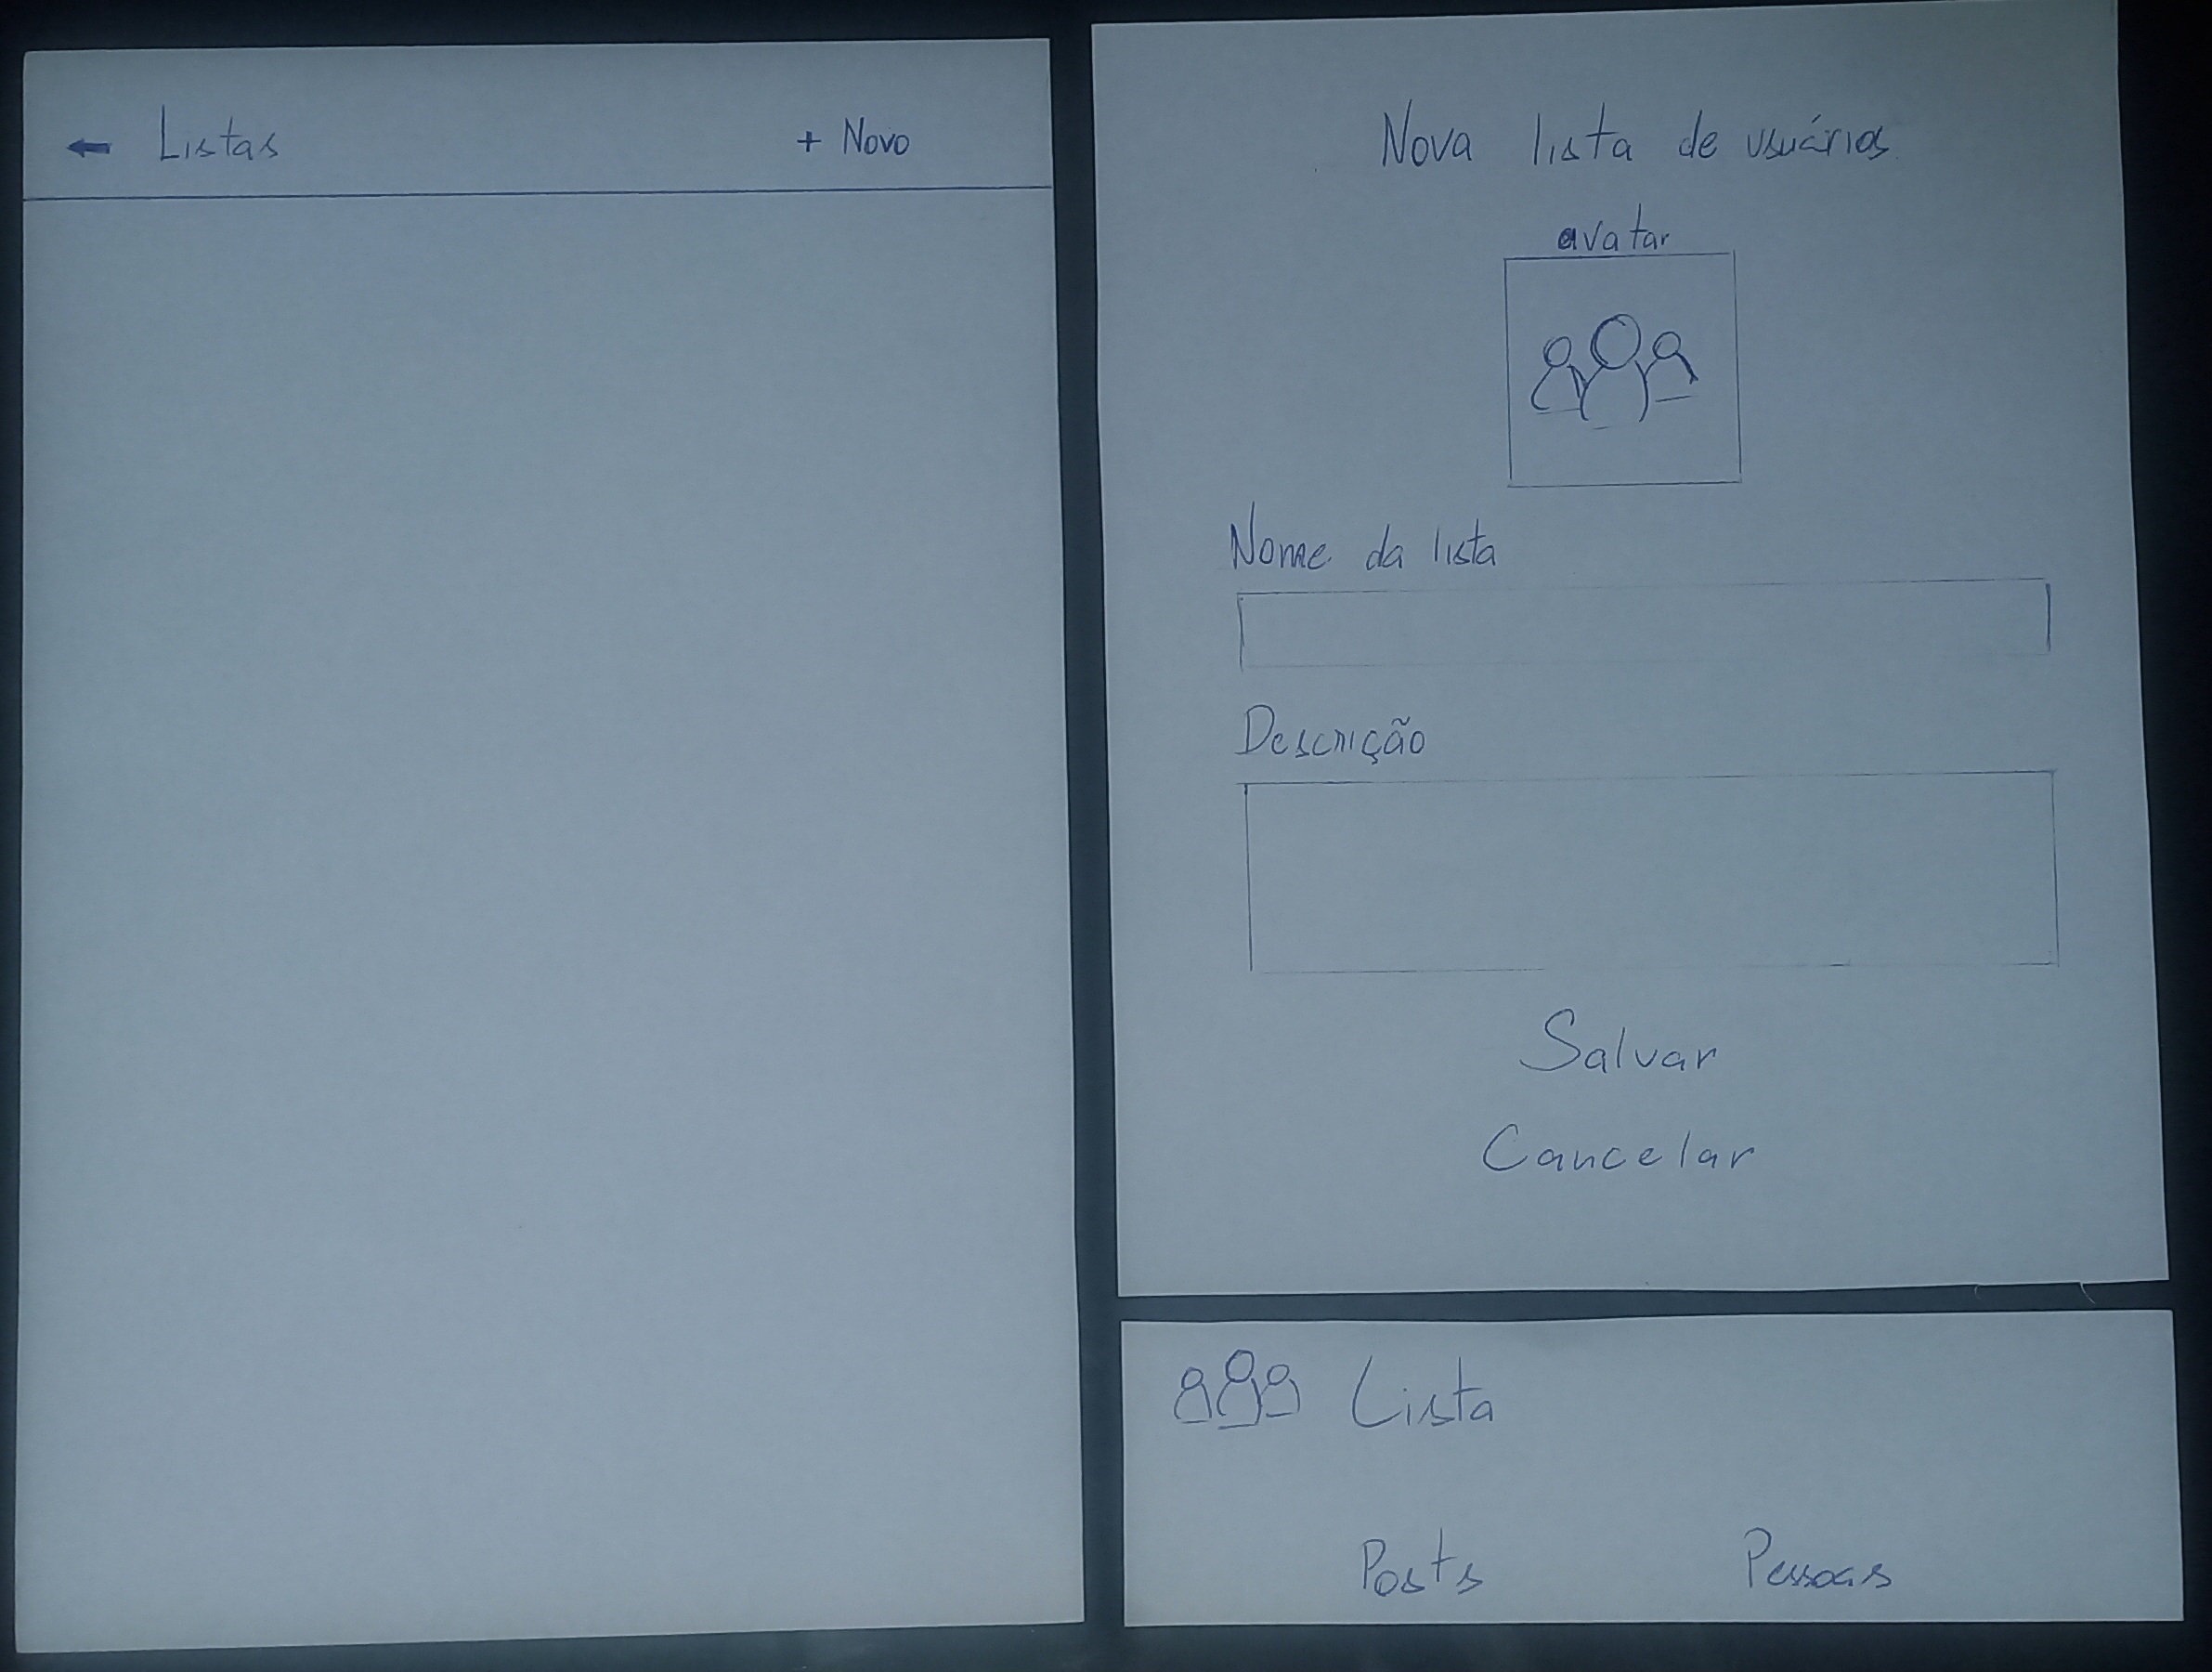 ← Listas + Novo
Nova lista de usuários
avatar
Nome da lista
Descrição
Salvar
Cancelar
Lista
Posts Pessoas